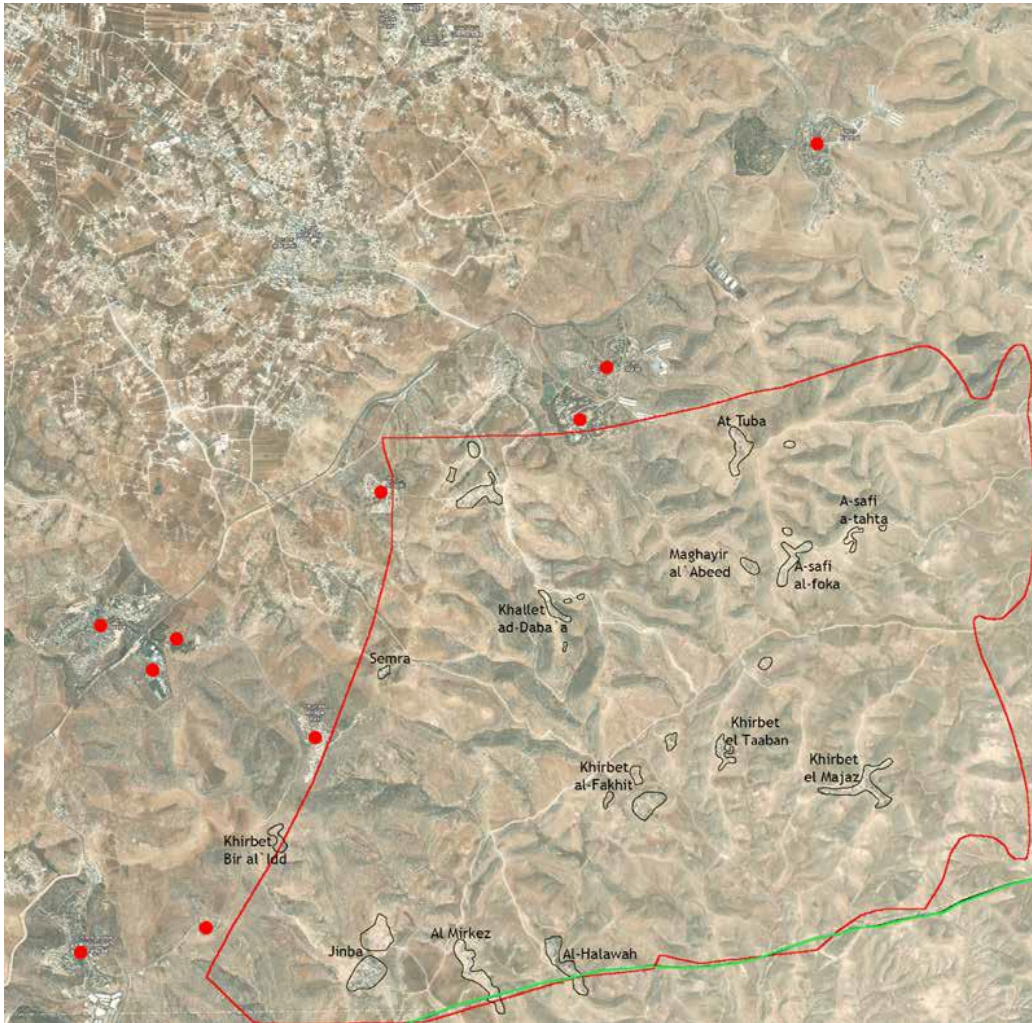 At Tuba
A-safi
a-tahta
Maghayir
al`Abeed
A-safi
al-foka
Khallet
ad-Daba`a
Semra
Khirbet
el Taaban
Khirbet
el Majaz
Khirbet
al-Fakhit
Khirbet
Bir al`Idd
Jinba
Al Mirkez
Al-Halawah